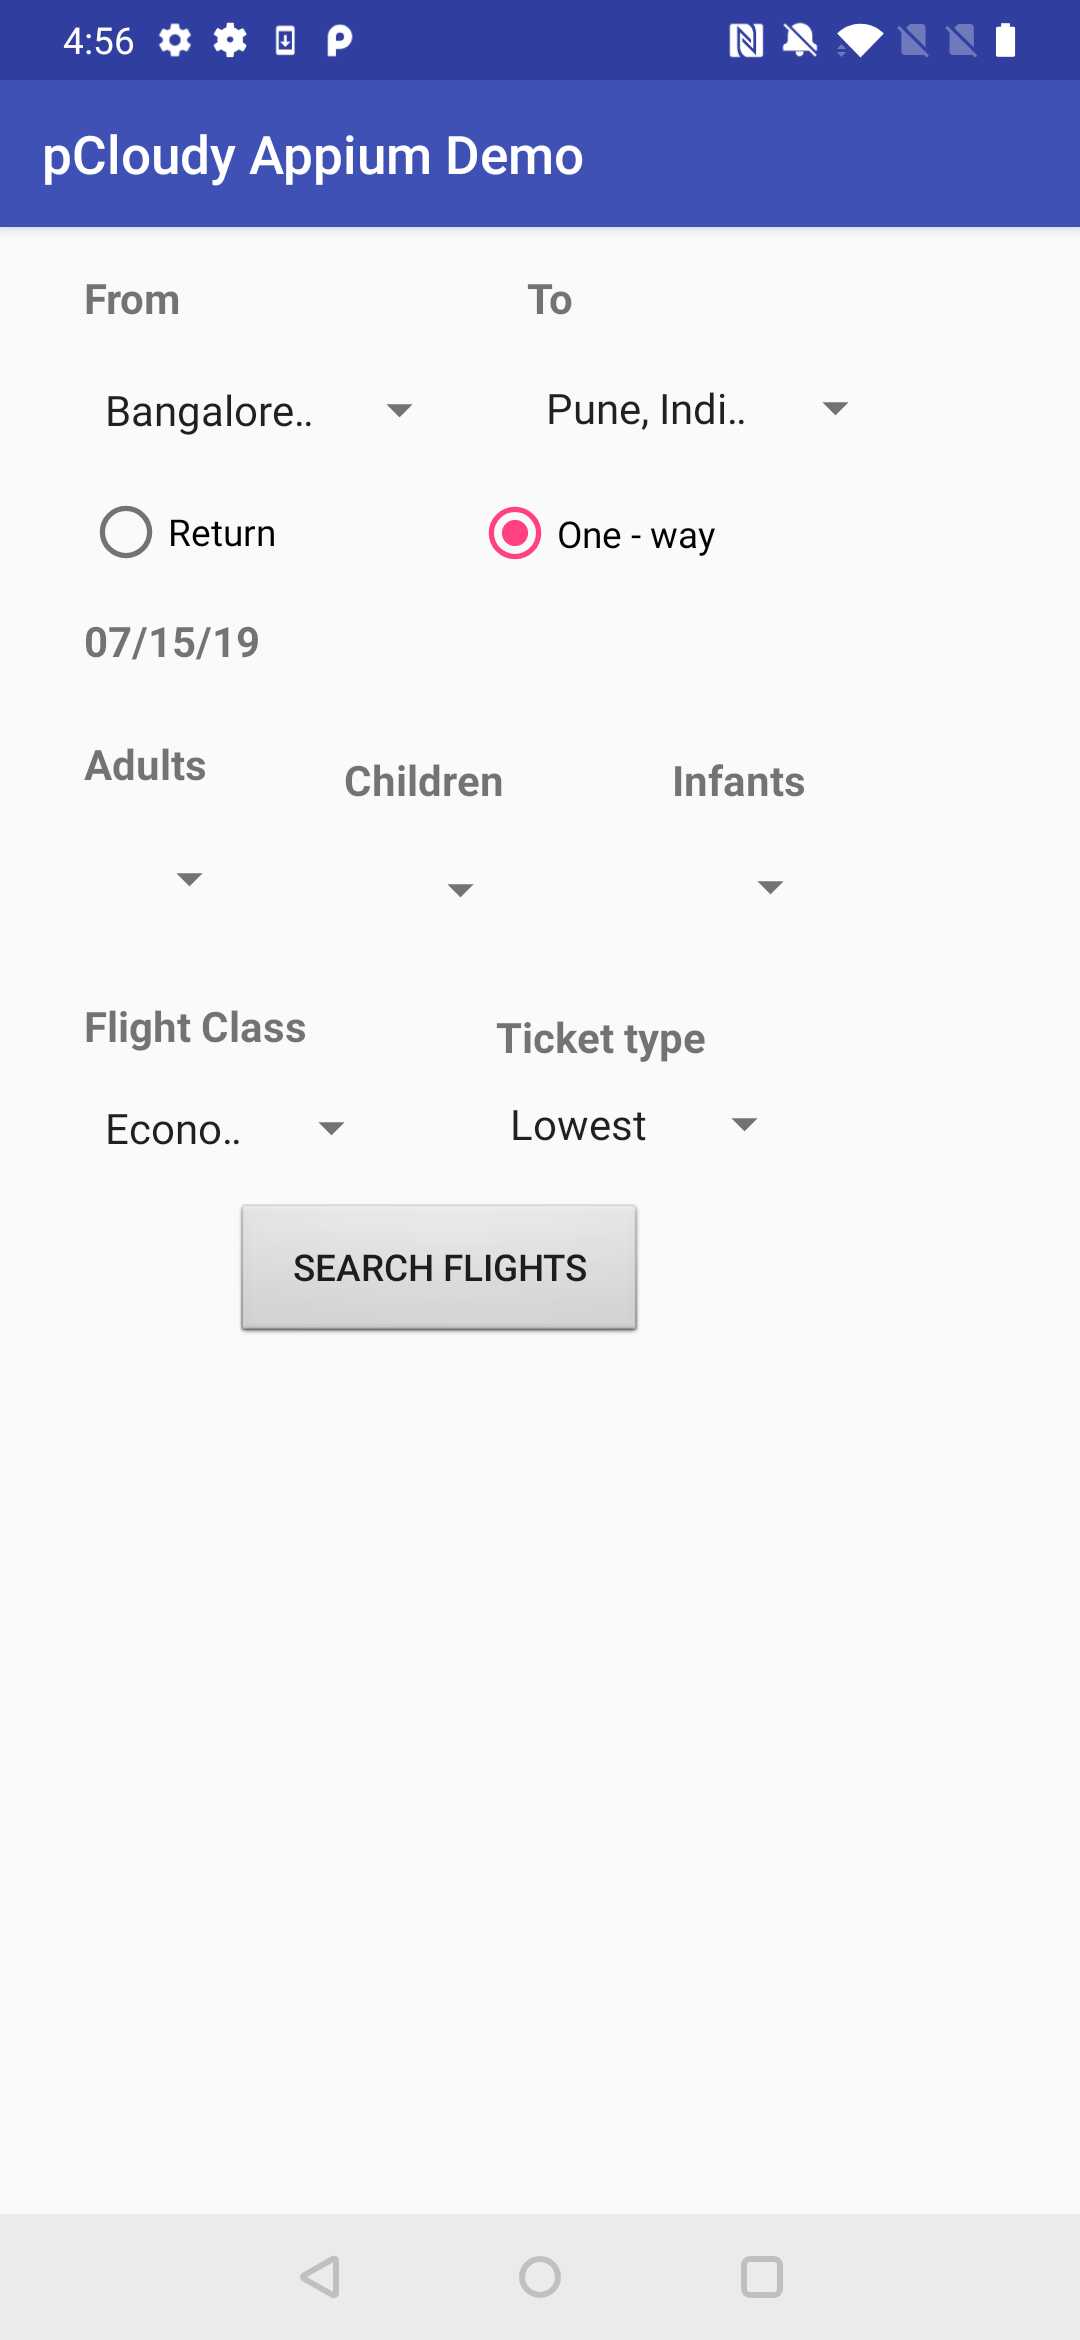 4:56
pCloudy Appium Demo
From To
Bangalore.. Pune, Indi..
Return One - way
07/15/19
Adults Children Infants
Flight Class Ticket type
Econo.. Lowest
SEARCH FLIGHTS